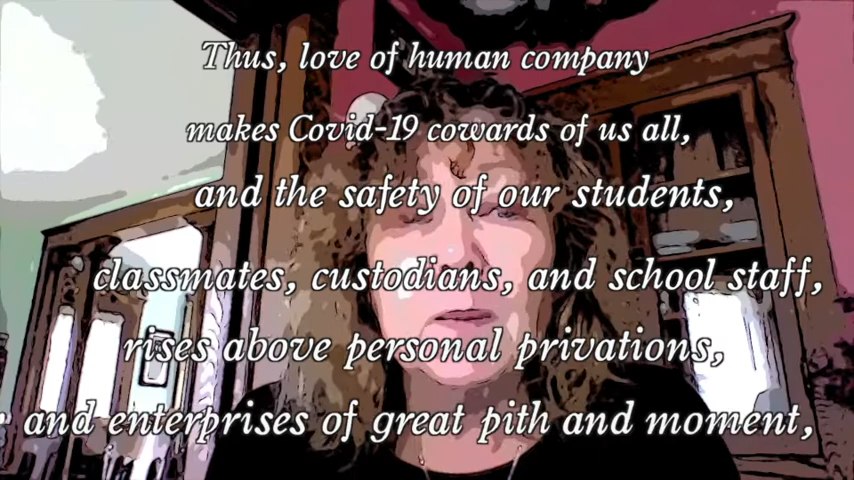 Thus, love of human company
makes Covid-19 cowards of us all,
and the safety of our students,
classmates, custodians, and school staff,
rises above personal privations,
and enterprises of great pith and moment,